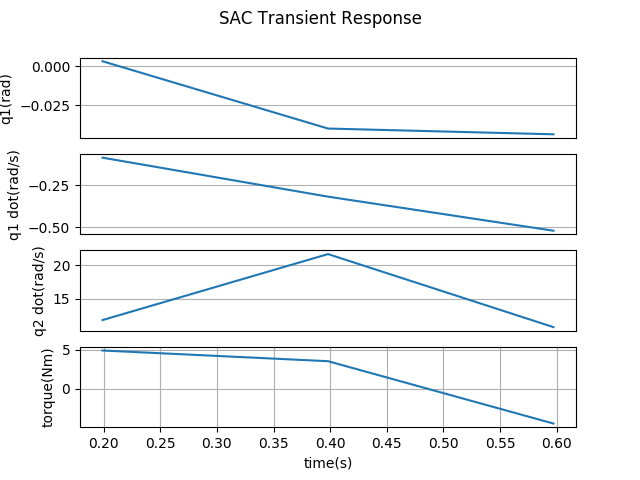 SAC Transient Response
0.000
−0.025
q1(rad)
−0.25
−0.50
q1 dot(rad/s)
20
15
q2 dot(rad/s)
5
0
torque(Nm)
0.20 0.25 0.30 0.35 0.40 0.45 0.50 0.55 0.60
time(s)